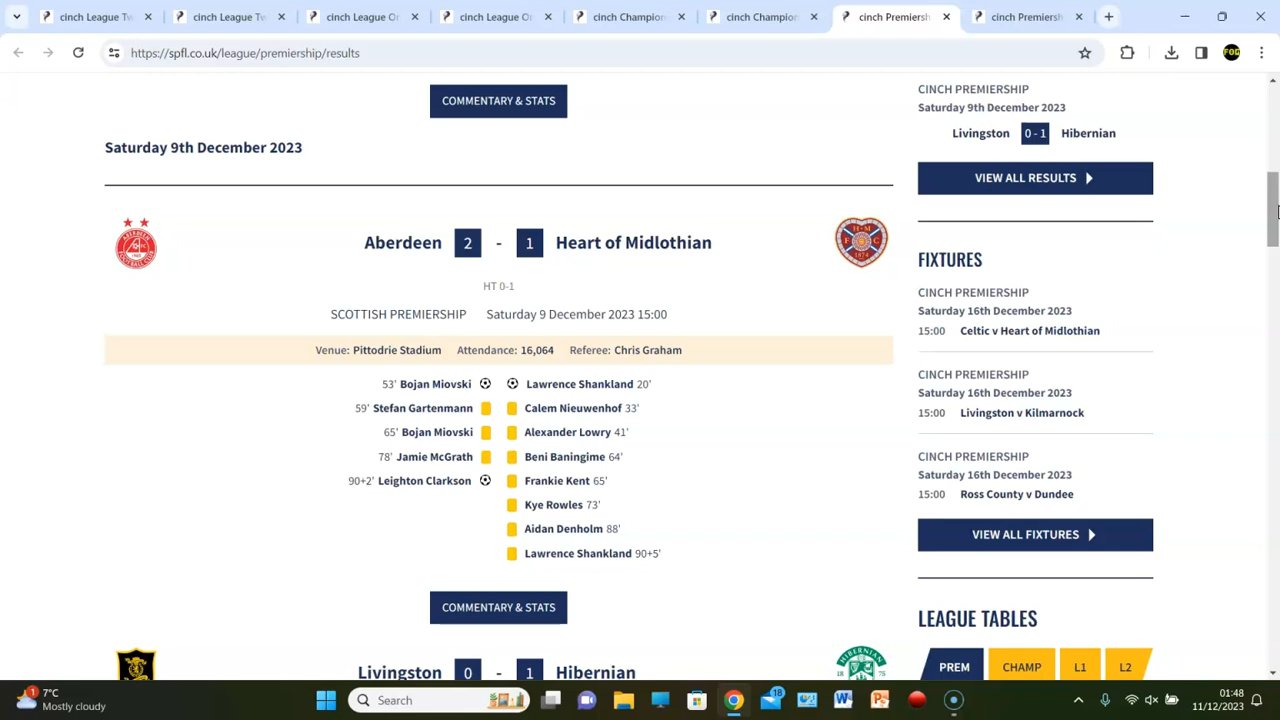 cinch League Tw
cinch League Tw
cinch League O
cinch League O
cinch Champion
cinch Champion
cinch Premiersh
cinch Premiersh
https://spfl.co.uk/league/premiership/results
COMMENTARY & STATS
Saturday 9th December 2023
Aberdeen 2 - 1 Heart of Midlothian
HT 0-1
SCOTTISH PREMIERSHIP Saturday 9 December 2023 15:00
Venue: Pittodrie Stadium Attendance: 16,064 Referee: Chris Graham
53' Bojan Miovski Lawrence Shankland 20'
59' Stefan Gartenmann Calem Nieuwenhof 33'
65' Bojan Miovski Alexander Lowry 41'
78' Jamie McGrath Beni Baningime 64'
90+2' Leighton Clarkson Frankie Kent 65'
Kye Rowles 73'
Aidan Denholm 88'
Lawrence Shankland 90+5'
COMMENTARY & STATS
Livingston 0 - 1 Hibernian
CINCH PREMIERSHIP
Saturday 9th December 2023
Livingston 0 - 1 Hibernian
VIEW ALL RESULTS
FIXTURES
CINCH PREMIERSHIP
Saturday 16th December 2023
15:00 Celtic v Heart of Midlothian
CINCH PREMIERSHIP
Saturday 16th December 2023
15:00 Livingston v Kilmarnock
CINCH PREMIERSHIP
Saturday 16th December 2023
15:00 Ross County v Dundee
VIEW ALL FIXTURES
LEAGUE TABLES
PREM CHAMP L1 L2
1
7°C
Mostly cloudy
Search
18
01:48
11/12/2023